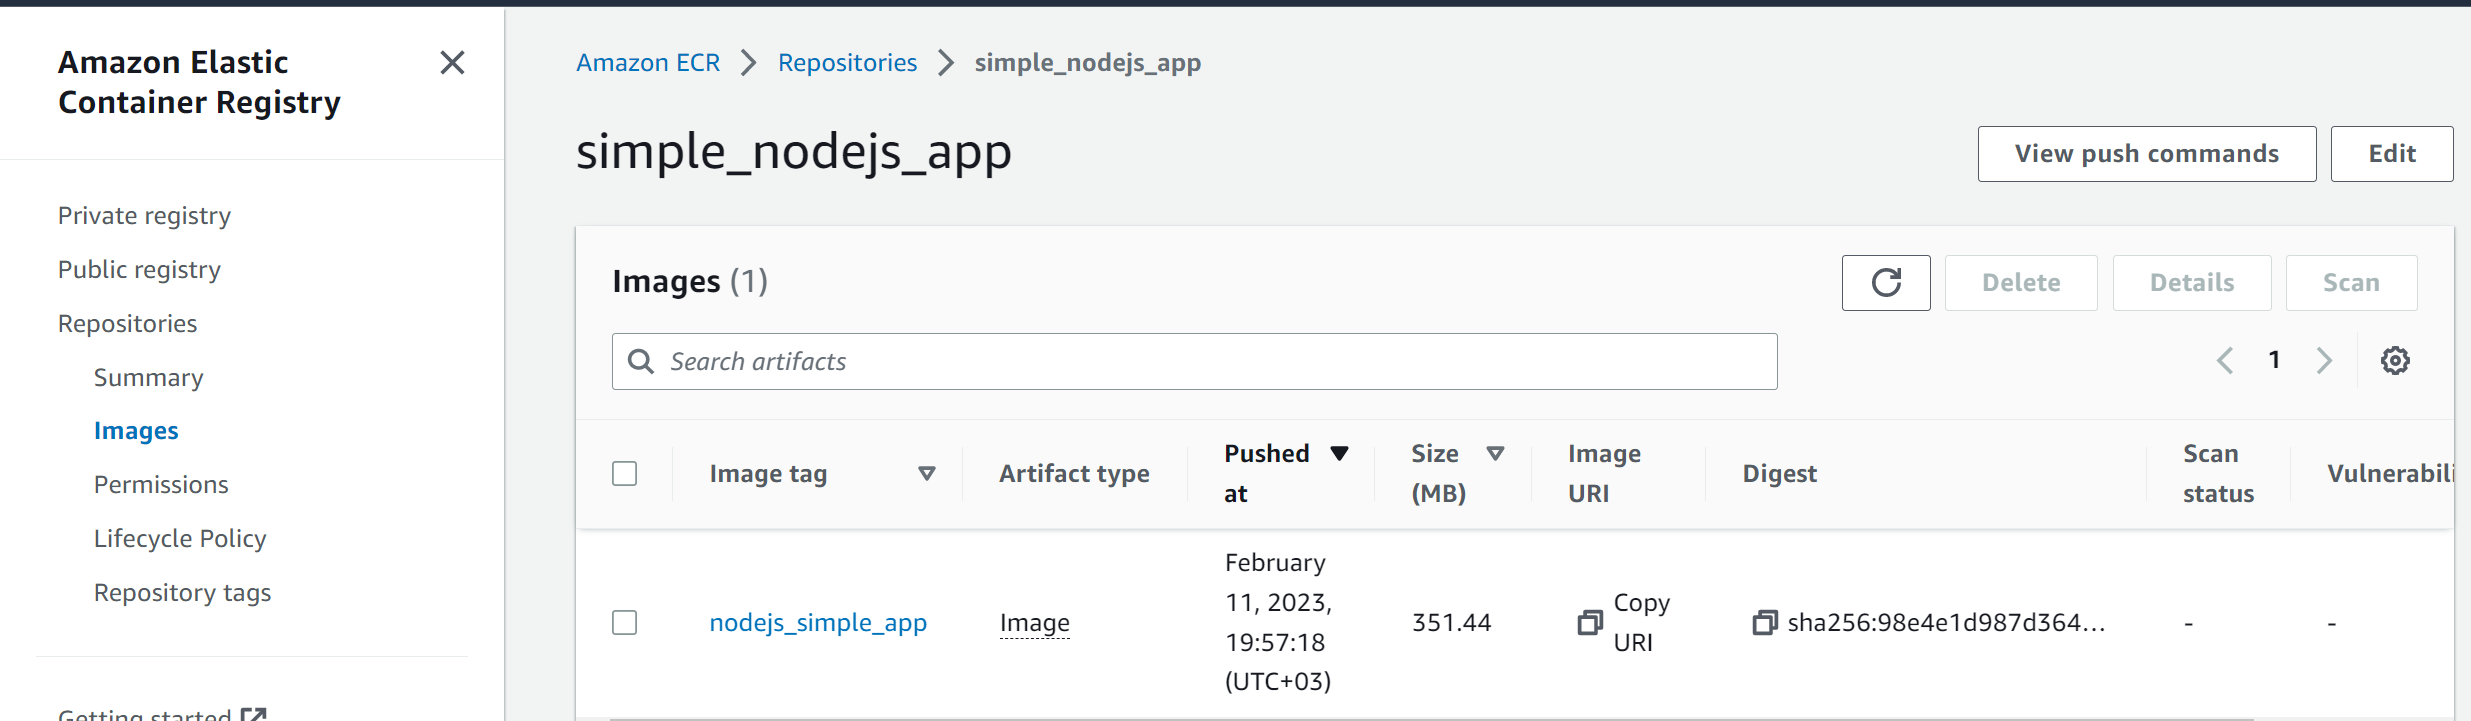 Amazon Elastic
Container Registry
Private registry
Public registry
Repositories
Summary
Images
Permissions
Lifecycle Policy
Repository tags
Getting started
Amazon ECR
Repositories
simple_nodejs_app
simple_nodejs_app
View push commands
Edit
Images (1)
Delete
Details
Scan
Search artifacts
1
Image tag
Artifact type
Pushed
at
Size
(MB)
Image
URI
Digest
Scan
status
Vulnerabili
nodejs_simple_app
Image
February
11, 2023,
19:57:18
(UTC+03)
351.44
Copy
URI
sha256:98e4e1d987d364...
-
-